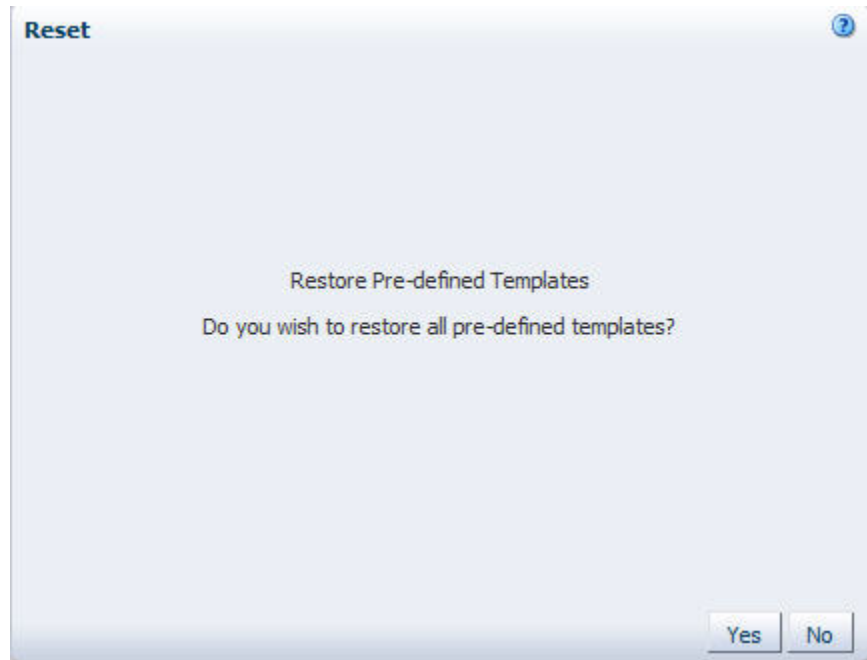 Reset
?
Restore Pre-defined Templates
Do you wish to restore all pre-defined templates?
Yes No